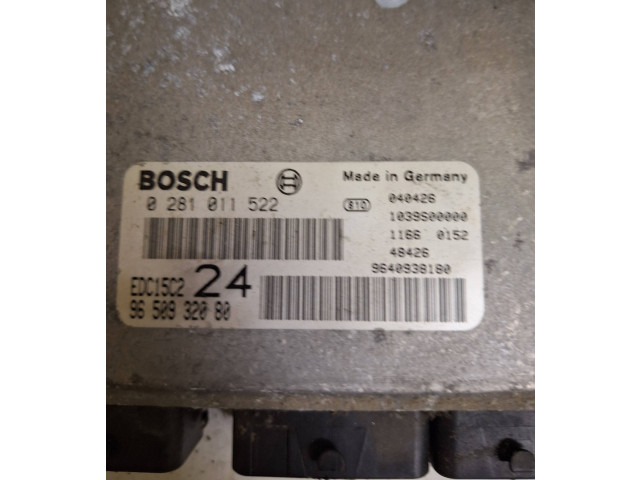 BOSCH
0 281 011 522
EDC15C2 24
96 509 320 80
Made in Germany
810 040426
1039S00000
1166 0152
48426
9640938180